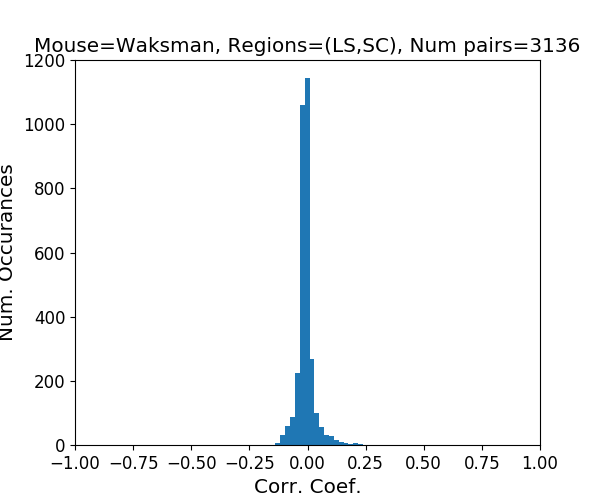 Mouse=Waksman, Regions=(LS,SC), Num pairs=3136
1200
1000
800
600
400
200
0
Num. Occurances
−1.00 −0.75 −0.50 −0.25 0.00 0.25 0.50 0.75 1.00
Corr. Coef.